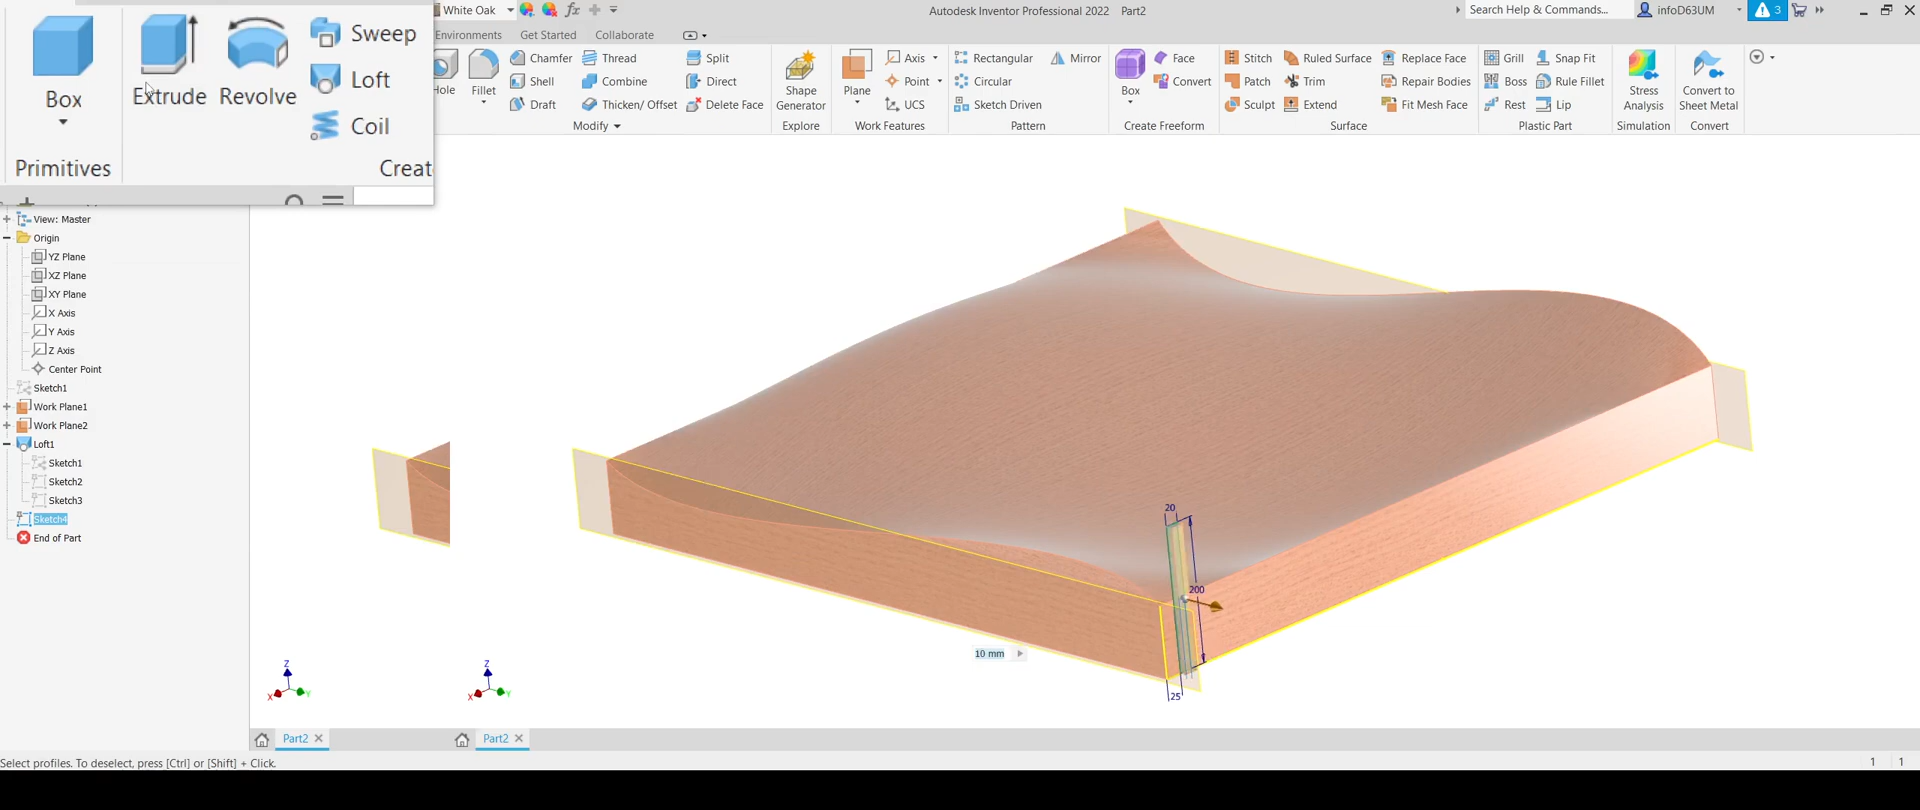 White Oak
Autodesk Inventor Professional 2022 Part2
Search Help & Commands...
infoD63UM
3
Environments Get Started Collaborate
Box
Primitives
Extrude
Revolve
Sweep
Loft
Coil
Hole
Fillet
Chamfer
Shell
Draft
Thread
Combine
Thicken/ Offset
Split
Direct
Delete Face
Modify
Shape
Generator
Explore
Plane
Axis
Point
UCS
Work Features
Rectangular
Circular
Sketch Driven
Mirror
Pattern
Box
Face
Convert
Create Freeform
Stitch
Patch
Sculpt
Ruled Surface
Trim
Extend
Replace Face
Repair Bodies
Fit Mesh Face
Surface
Grill
Boss
Rest
Snap Fit
Rule Fillet
Lip
Plastic Part
Stress
Analysis
Simulation
Convert to
Sheet Metal
Convert
View: Master
Origin
YZ Plane
XZ Plane
XY Plane
X Axis
Y Axis
Z Axis
Center Point
Sketch1
Work Plane1
Work Plane2
Loft1
Sketch1
Sketch2
Sketch3
Sketch4
End of Part
20
200
10 mm
25
Z
X
Y
Z
X
Y
Part2
Part2
Select profiles. To deselect, press [Ctrl] or [Shift] + Click.
1 1